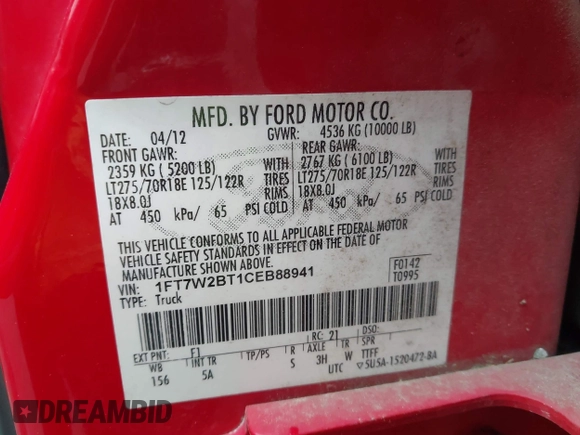 MFD. BY FORD MOTOR CO.
DATE: 04/12 GVWR: 4536 KG (10000 LB)
FRONT GAWR: REAR GAWR:
2359 KG ( 5200 LB) WITH 2767 KG ( 6100 LB) WITH
LT275/70R18E 125/122R TIRES LT275/70R18E 125/122R TIRES
18X8.0J RIMS 18X8.0J RIMS
AT 450 kPa/ 65 PSI COLD AT 450 kPa/ 65 PSI COLD
THIS VEHICLE CONFORMS TO ALL APPLICABLE FEDERAL MOTOR
VEHICLE SAFETY STANDARDS IN EFFECT ON THE DATE OF
MANUFACTURE SHOWN ABOVE.
VIN: 1FT7W2BT1CEB88941 F0142
TYPE: Truck T0995
EXT PNT: F1 RC: 21 DSO:
WB INT TR TP/PS R AXLE TR SPR
156 5A S 3H W TTFF
UTC ▽5U5A-1520472-BA
Ford
DREAMBID